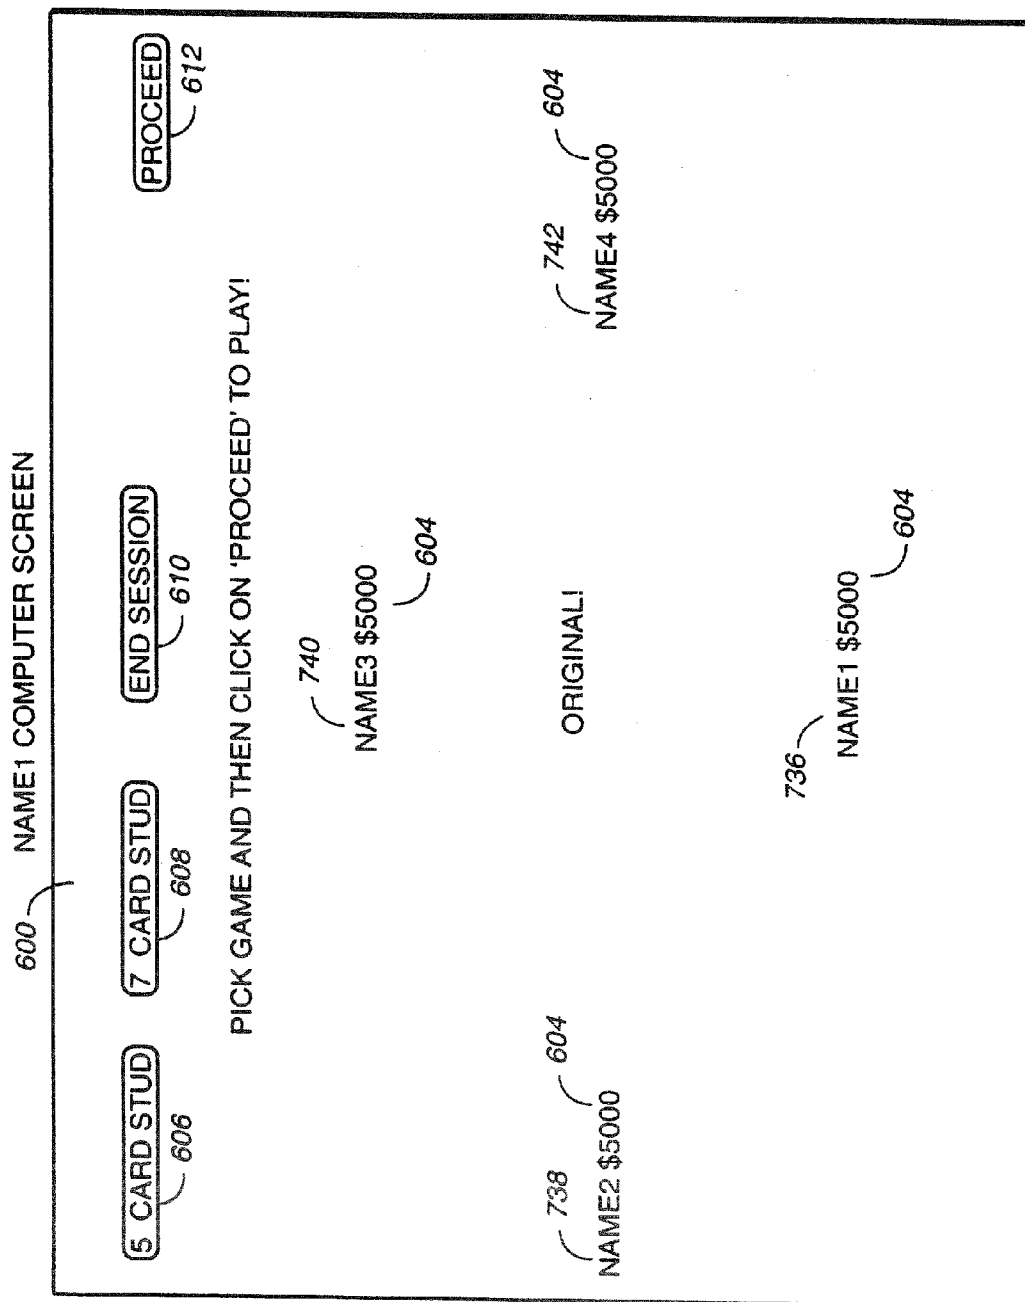 NAME1 COMPUTER SCREEN
600
5 CARD STUD
7 CARD STUD
END SESSION
PROCEED
606
608
610
612
PICK GAME AND THEN CLICK ON 'PROCEED' TO PLAY!
740
NAME3 $5000
604
738
604
NAME2 $5000
ORIGINAL!
742
604
NAME4 $5000
736
NAME1 $5000
604